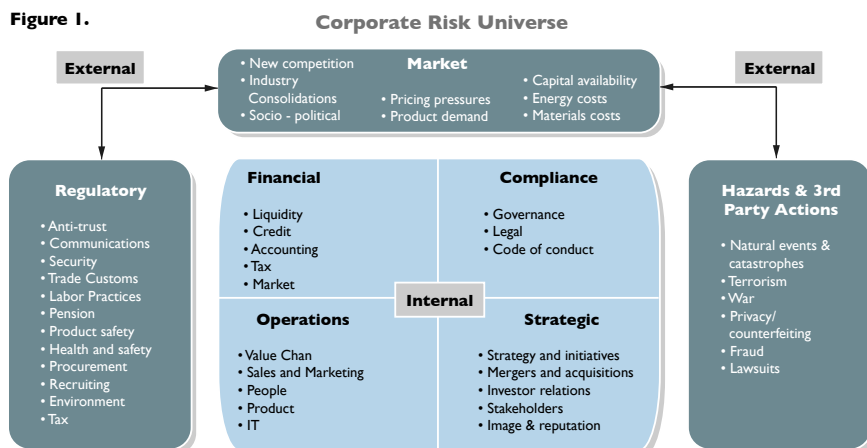 Figure 1.
Corporate Risk Universe
External
External
Market
• New competition
• Industry
Consolidations
• Socio - political
• Pricing pressures
• Product demand
• Capital availability
• Energy costs
• Materials costs
Regulatory
• Anti-trust
• Communications
• Security
• Trade Customs
• Labor Practices
• Pension
• Product safety
• Health and safety
• Procurement
• Recruiting
• Environment
• Tax
Financial
• Liquidity
• Credit
• Accounting
• Tax
• Market
Compliance
• Governance
• Legal
• Code of conduct
Internal
Operations
• Value Chan
• Sales and Marketing
• People
• Product
• IT
Strategic
• Strategy and initiatives
• Mergers and acquisitions
• Investor relations
• Stakeholders
• Image & reputation
Hazards & 3rd
Party Actions
• Natural events &
catastrophes
• Terrorism
• War
• Privacy/
counterfeiting
• Fraud
• Lawsuits